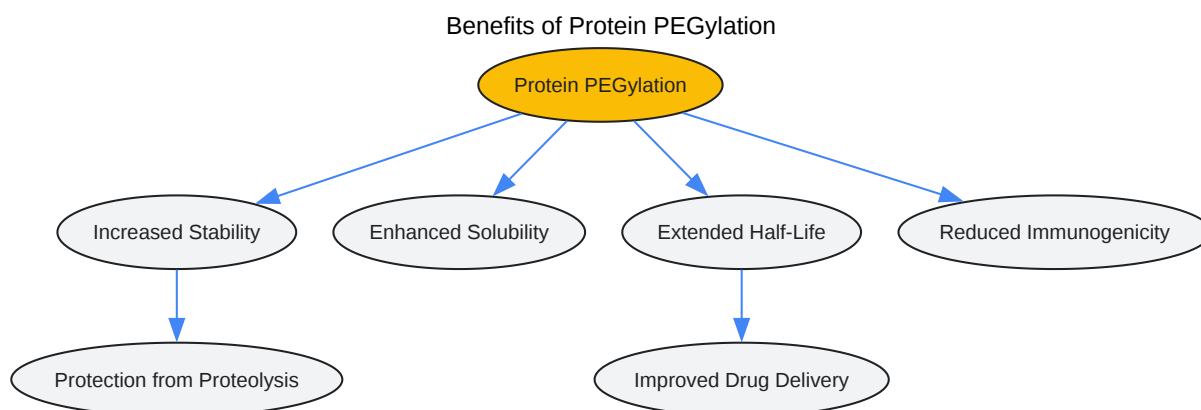 Benefits of Protein PEGylation
Protein PEGylation
Increased Stability
Enhanced Solubility
Extended Half-Life
Reduced Immunogenicity
Protection from Proteolysis
Improved Drug Delivery